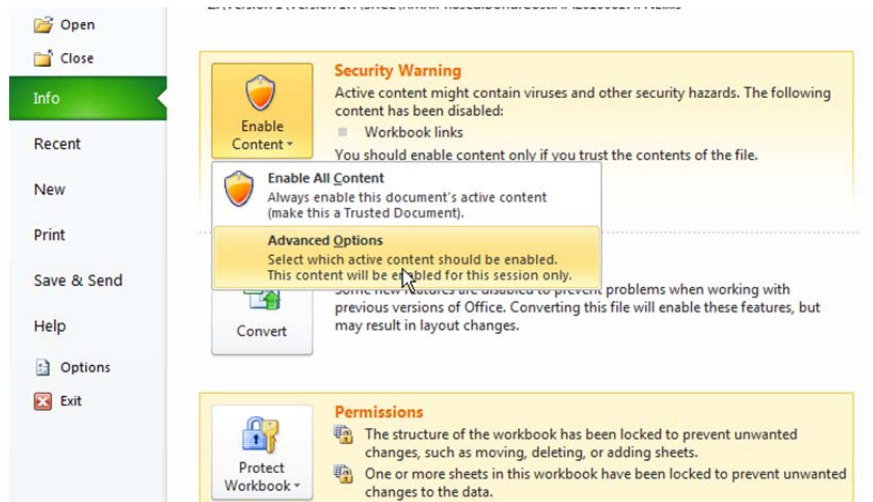 Open
Close
Info
Recent
New
Print
Save & Send
Help
Options
Exit
Enable
Content
Security Warning
Active content might contain viruses and other security hazards. The following
content has been disabled:
Workbook links
You should enable content only if you trust the contents of the file.
Enable All Content
Always enable this document's active content
(make this a Trusted Document).
Advanced Options
Select which active content should be enabled.
This content will be enabled for this session only.
Convert
Some new features are disabled to prevent problems when working with
previous versions of Office. Converting this file will enable these features, but
may result in layout changes.
Protect
Workbook
Permissions
The structure of the workbook has been locked to prevent unwanted
changes, such as moving, deleting, or adding sheets.
One or more sheets in this workbook have been locked to prevent unwanted
changes to the data.